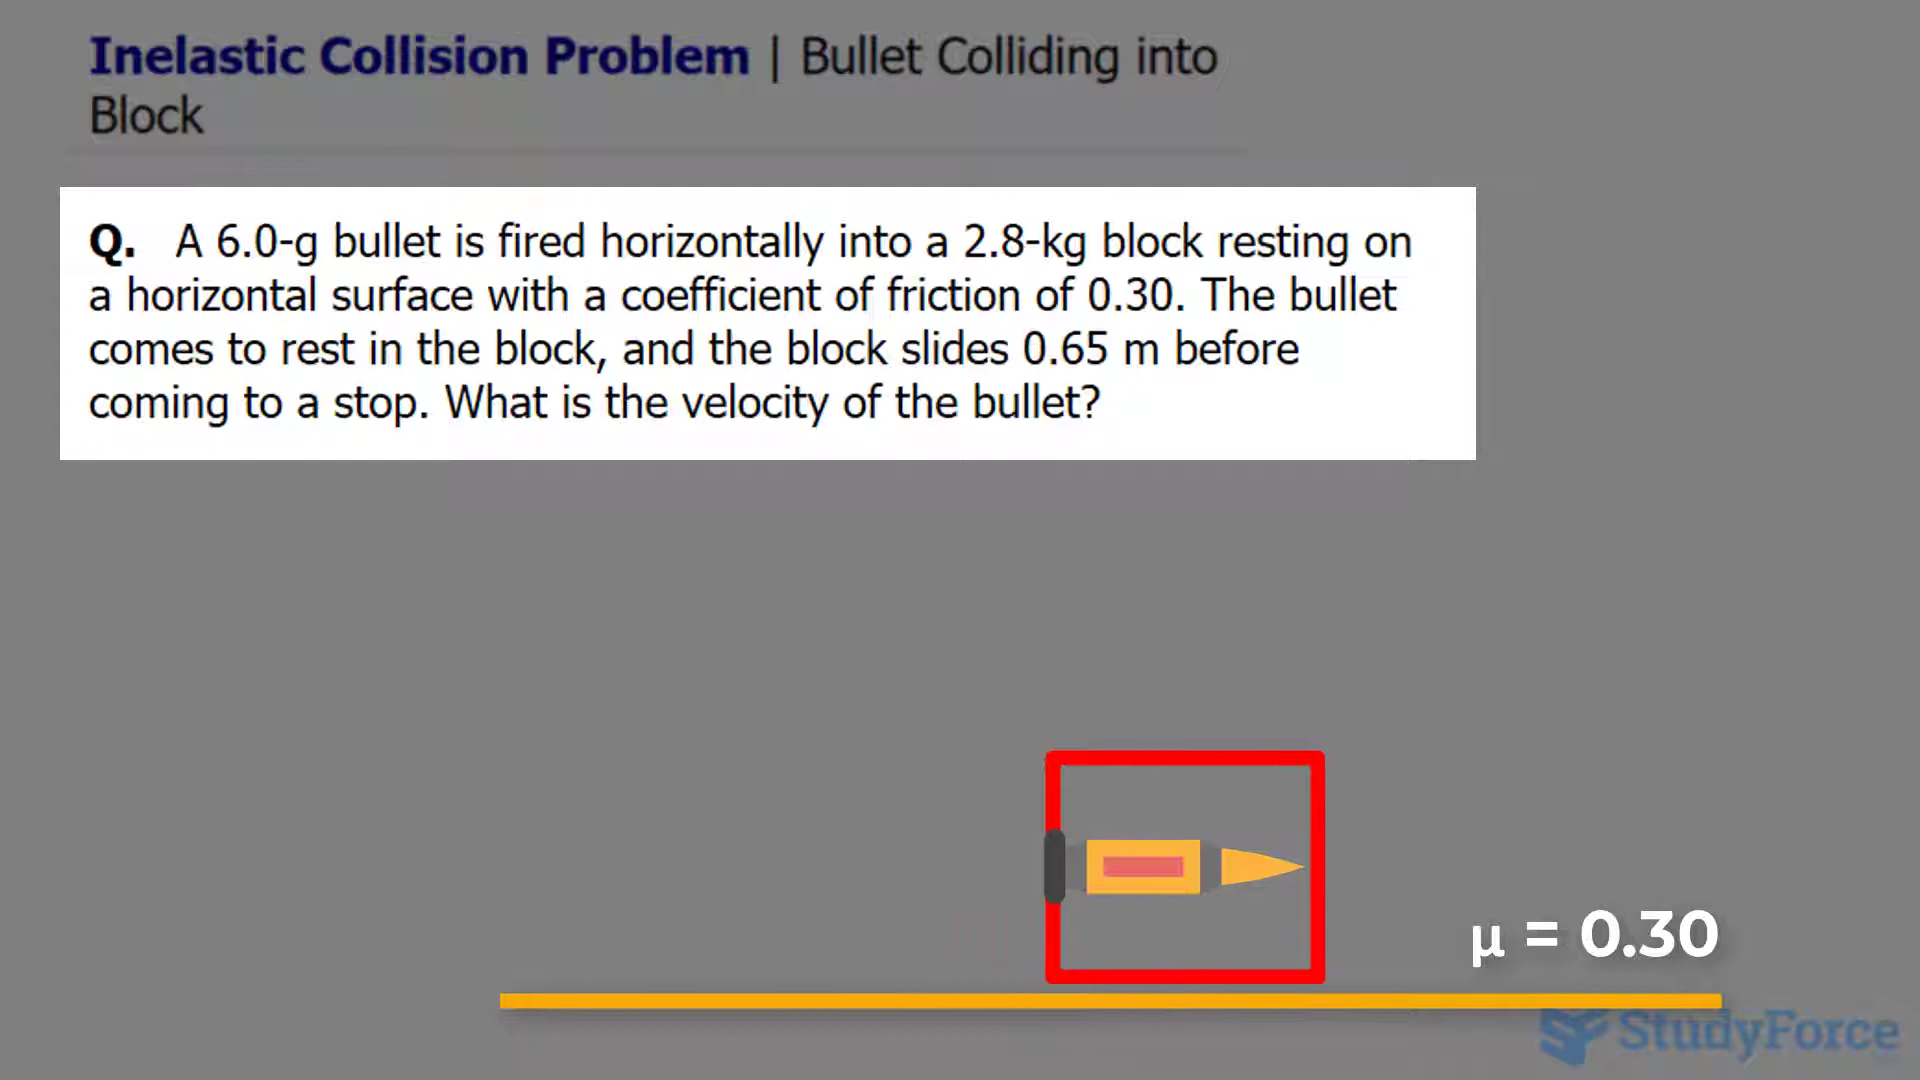 Inelastic Collision Problem | Bullet Colliding into
Block
Q. A 6.0-g bullet is fired horizontally into a 2.8-kg block resting on
a horizontal surface with a coefficient of friction of 0.30. The bullet
comes to rest in the block, and the block slides 0.65 m before
coming to a stop. What is the velocity of the bullet?
μ = 0.30
StudyForce